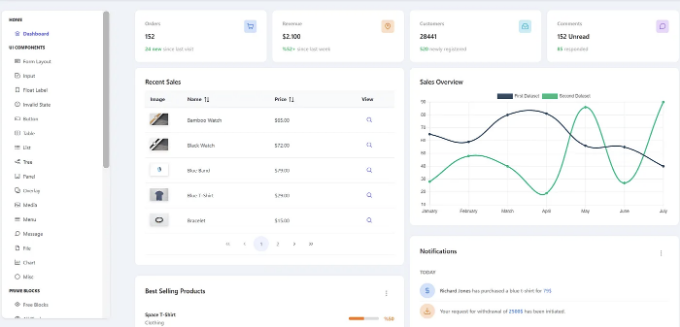 HOME
Dashboard
UI COMPONENTS
Form Layout
Input
Float Label
Invalid State
Button
Table
List
Tree
Panel
Overlay
Media
Menu
Message
File
Chart
Misc
PRIME BLOCKS
Free Blocks
Orders
152
24 new since last visit
Revenue
$2.100
%52+ since last week
Customers
28441
520 newly registered
Comments
152 Unread
85 responded
Recent Sales
Image Name Price View
Bamboo Watch $65.00
Black Watch $72.00
Blue Band $79.00
Blue T-Shirt $29.00
Bracelet $15.00
1 2
Best Selling Products
Space T-Shirt
Clothing
%50
Sales Overview
First Dataset Second Dataset
90
80
70
60
50
40
30
20
10
January February March April May June July
Notifications
TODAY
Richard Jones has purchased a blue t-shirt for 79$.
Your request for withdrawal of 2500$ has been initiated.